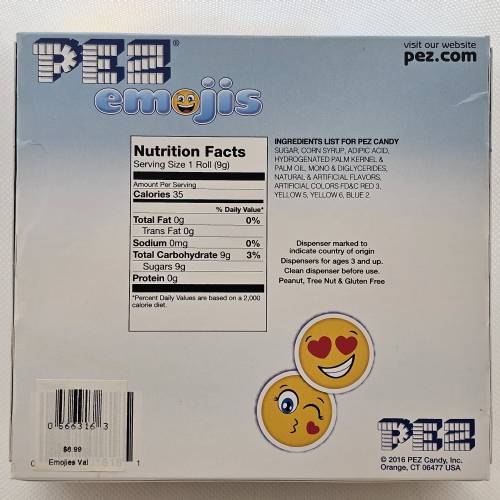 PEZ®
emojis
visit our website
pez.com
Nutrition Facts
Serving Size 1 Roll (9g)
Amount Per Serving
Calories 35
% Daily Value*
Total Fat 0g 0%
Trans Fat 0g
Sodium 0mg 0%
Total Carbohydrate 9g 3%
Sugars 9g
Protein 0g
*Percent Daily Values are based on a 2,000
calorie diet.
INGREDIENTS LIST FOR PEZ CANDY
SUGAR, CORN SYRUP, ADIPIC ACID,
HYDROGENATED PALM KERNEL &
PALM OIL, MONO & DIGLYCERIDES,
NATURAL & ARTIFICIAL FLAVORS,
ARTIFICIAL COLORS FD&C RED 3,
YELLOW 5, YELLOW 6, BLUE 2.
Dispenser marked to
indicate country of origin
Dispensers for ages 3 and up.
Clean dispenser before use.
Peanut, Tree Nut & Gluten Free
0 566316 3
$6.99
Emojies Val
1
PEZ
© 2016 PEZ Candy, Inc.
Orange, CT 06477 USA